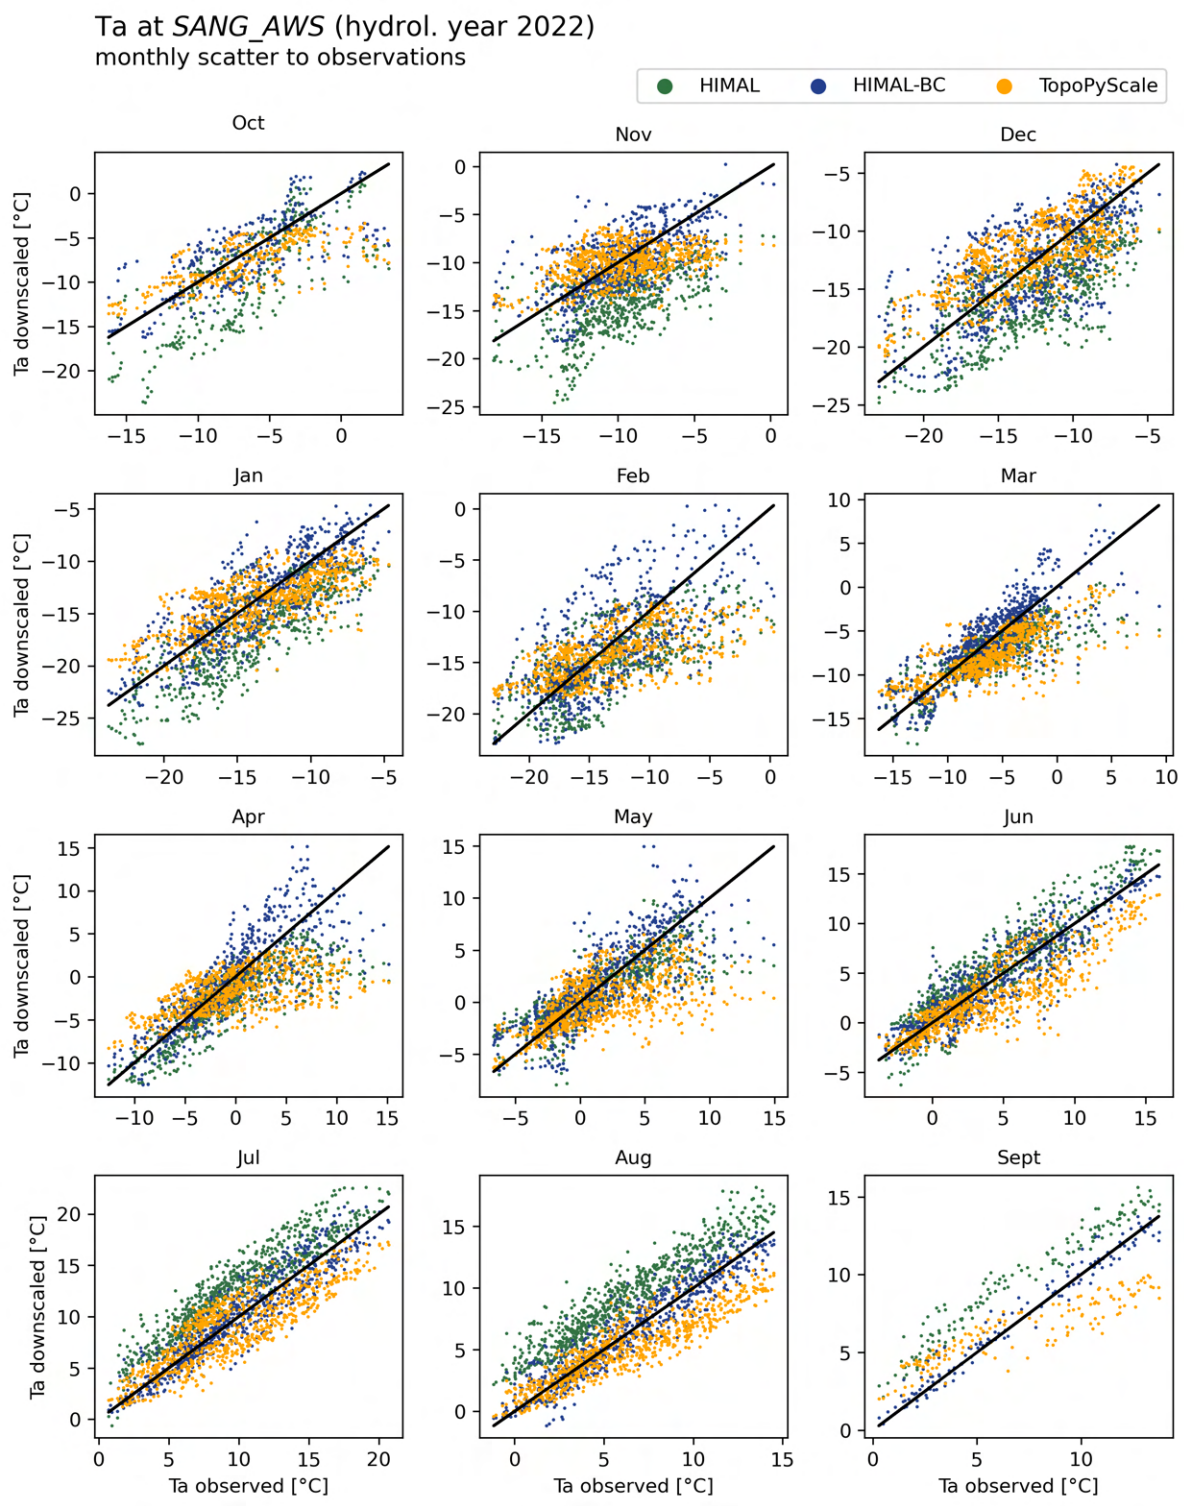 Ta at SANG_AWS (hydrol. year 2022)
monthly scatter to observations
HIMAL HIMAL-BC TopoPyScale
Oct
Ta downscaled [°C]
0
−5
−10
−15
−20
−15 −10 −5 0
Nov
0
−5
−10
−15
−20
−25
−15 −10 −5 0
Dec
−5
−10
−15
−20
−25
−20 −15 −10 −5
Jan
Ta downscaled [°C]
−5
−10
−15
−20
−25
−20 −15 −10 −5
Feb
0
−5
−10
−15
−20
−20 −15 −10 −5 0
Mar
10
5
0
−5
−10
−15
−15 −10 −5 0 5 10
Apr
Ta downscaled [°C]
15
10
5
0
−5
−10
−10 −5 0 5 10 15
May
15
10
5
0
−5
−5 0 5 10 15
Jun
15
10
5
0
−5
0 5 10 15
Jul
Ta downscaled [°C]
20
15
10
5
0
0 5 10 15 20
Ta observed [°C]
Aug
15
10
5
0
0 5 10 15
Ta observed [°C]
Sept
15
10
5
0
0 5 10
Ta observed [°C]